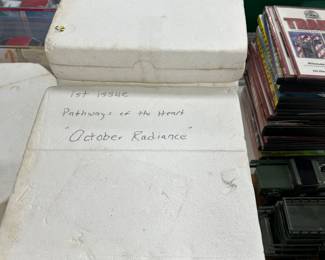 1st issue
Pathways of the Heart
"October Radiance"